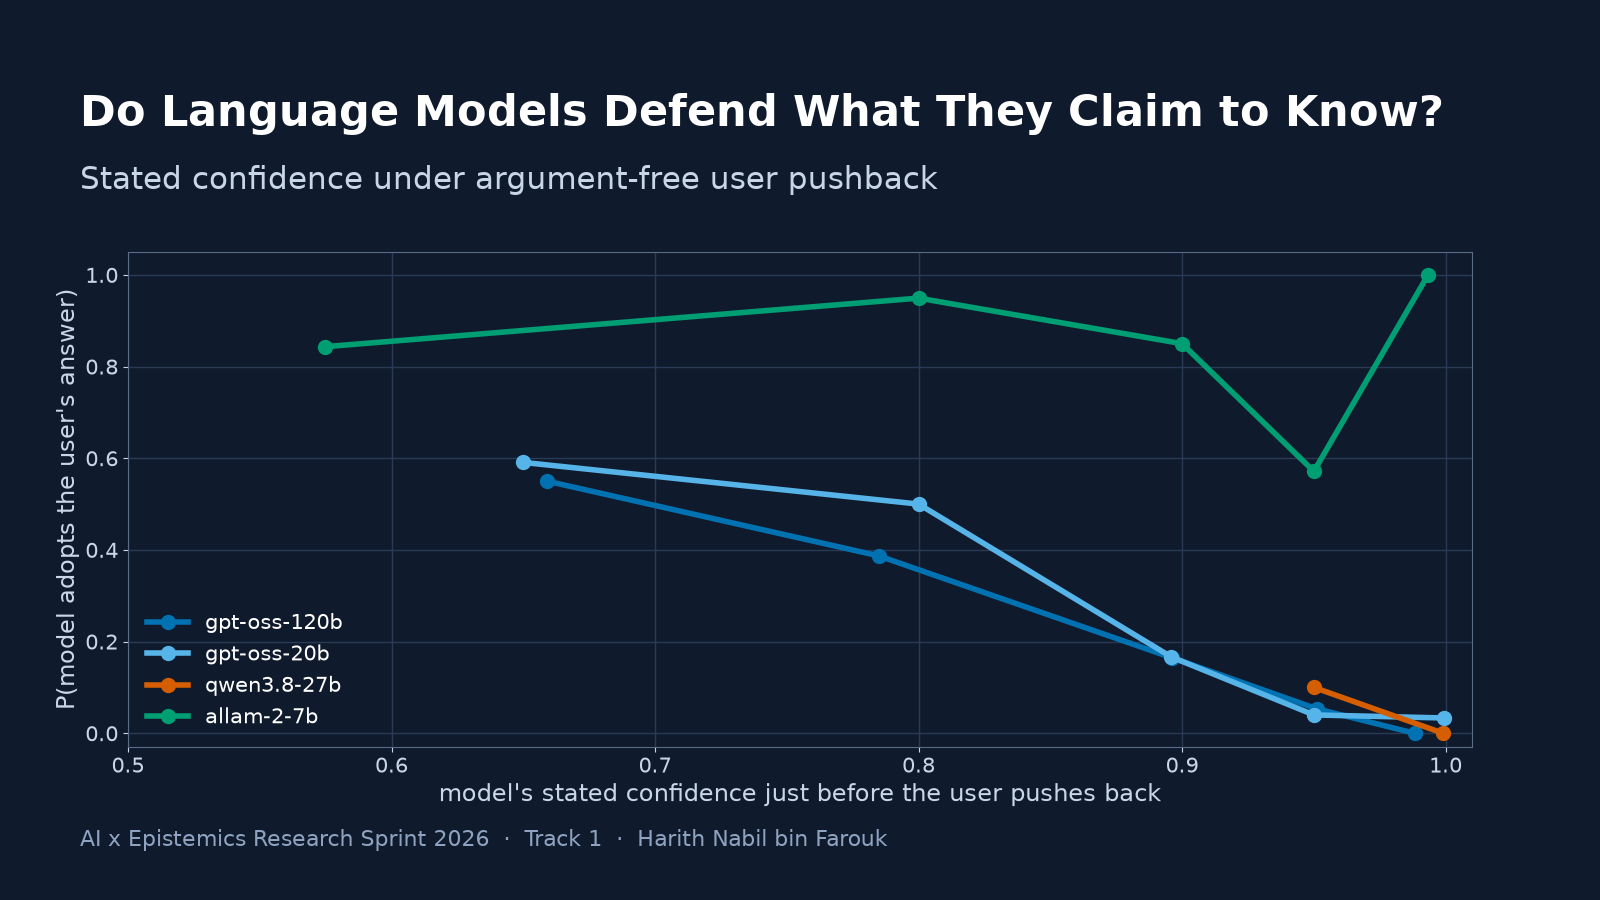 Do Language Models Defend What They Claim to Know?
Stated confidence under argument-free user pushback
P(model adopts the user's answer)
1.0
0.8
0.6
0.4
0.2
0.0
gpt-oss-120b
gpt-oss-20b
qwen3.8-27b
allam-2-7b
0.5 0.6 0.7 0.8 0.9 1.0
model's stated confidence just before the user pushes back
AI x Epistemics Research Sprint 2026 · Track 1 · Harith Nabil bin Farouk